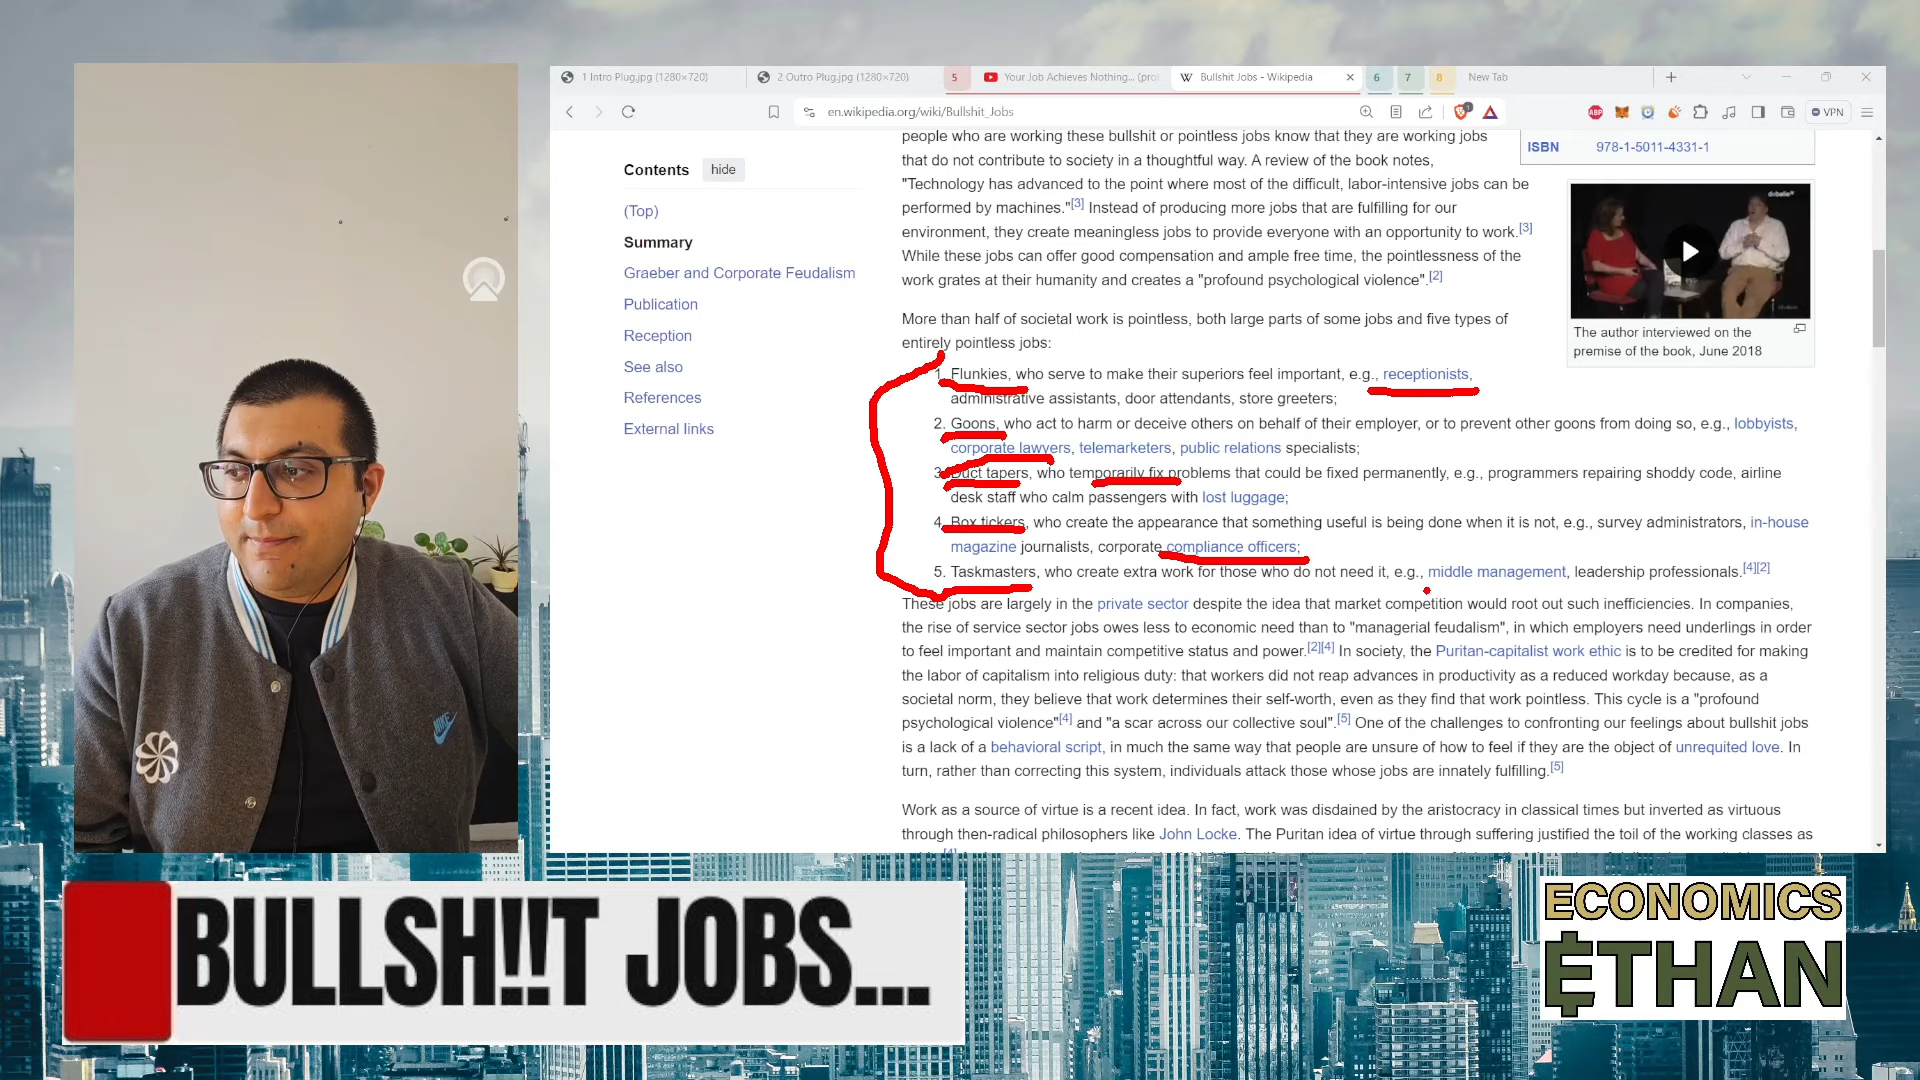 1 Intro Plug.jpg (1280×720)
2 Outro Plug.jpg (1280×720)
5
Your Job Achieves Nothing... (pro
Bullshit Jobs - Wikipedia
6
7
8
New Tab
en.wikipedia.org/wiki/Bullshit_Jobs
1
ABP
VPN
Contents
hide
(Top)
Summary
Graeber and Corporate Feudalism
Publication
Reception
See also
References
External links
people who are working these bullshit or pointless jobs know that they are working jobs
that do not contribute to society in a thoughtful way. A review of the book notes,
"Technology has advanced to the point where most of the difficult, labor-intensive jobs can be
performed by machines."[3] Instead of producing more jobs that are fulfilling for our
environment, they create meaningless jobs to provide everyone with an opportunity to work.[3]
While these jobs can offer good compensation and ample free time, the pointlessness of the
work grates at their humanity and creates a "profound psychological violence".[2]
ISBN 978-1-5011-4331-1
The author interviewed on the
premise of the book, June 2018
More than half of societal work is pointless, both large parts of some jobs and five types of
entirely pointless jobs:
1. Flunkies, who serve to make their superiors feel important, e.g., receptionists,
administrative assistants, door attendants, store greeters;
2. Goons, who act to harm or deceive others on behalf of their employer, or to prevent other goons from doing so, e.g., lobbyists,
corporate lawyers, telemarketers, public relations specialists;
3. Duct tapers, who temporarily fix problems that could be fixed permanently, e.g., programmers repairing shoddy code, airline
desk staff who calm passengers with lost luggage;
4. Box tickers, who create the appearance that something useful is being done when it is not, e.g., survey administrators, in-house
magazine journalists, corporate compliance officers;
5. Taskmasters, who create extra work for those who do not need it, e.g., middle management, leadership professionals.[4][2]
These jobs are largely in the private sector despite the idea that market competition would root out such inefficiencies. In companies,
the rise of service sector jobs owes less to economic need than to "managerial feudalism", in which employers need underlings in order
to feel important and maintain competitive status and power.[2][4] In society, the Puritan-capitalist work ethic is to be credited for making
the labor of capitalism into religious duty: that workers did not reap advances in productivity as a reduced workday because, as a
societal norm, they believe that work determines their self-worth, even as they find that work pointless. This cycle is a "profound
psychological violence"[4] and "a scar across our collective soul".[5] One of the challenges to confronting our feelings about bullshit jobs
is a lack of a behavioral script, in much the same way that people are unsure of how to feel if they are the object of unrequited love. In
turn, rather than correcting this system, individuals attack those whose jobs are innately fulfilling.[5]
Work as a source of virtue is a recent idea. In fact, work was disdained by the aristocracy in classical times but inverted as virtuous
through then-radical philosophers like John Locke. The Puritan idea of virtue through suffering justified the toil of the working classes as
NIKE
BULLSH!!T JOBS...
ECONOMICS
ETHAN